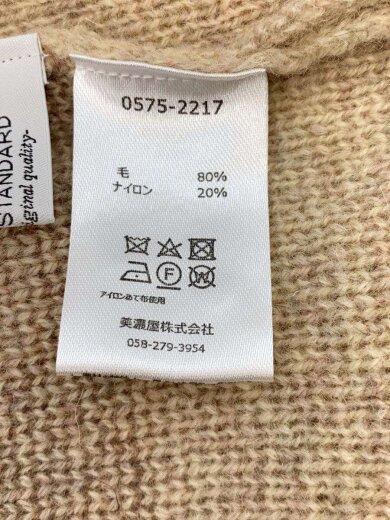 STANDARD
iginal quality-
0575-2217
毛 80%
ナイロン 20%
F W
アイロンあて布使用
美濃屋株式会社
058-279-3954